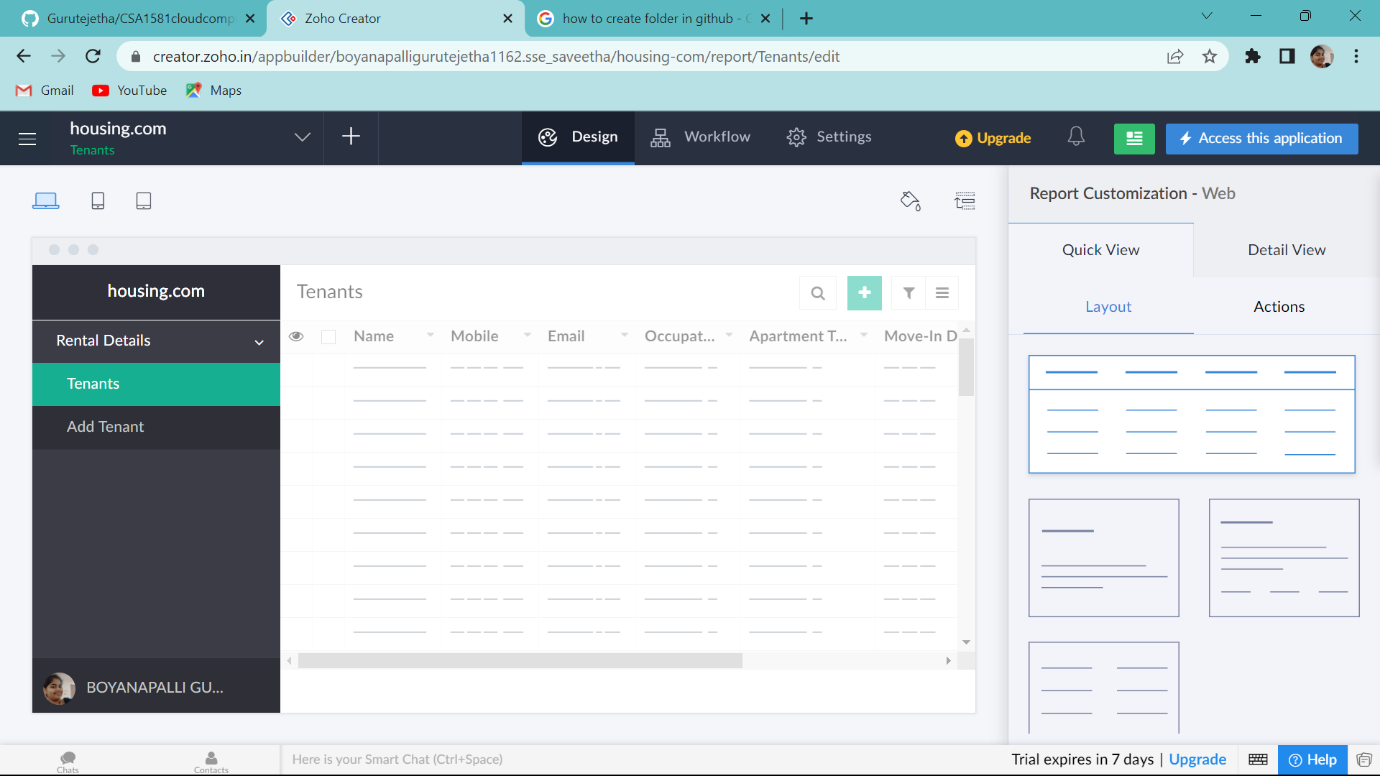 Gurutejetha/CSA1581cloudcomp
Zoho Creator
how to create folder in github - G
creator.zoho.in/appbuilder/boyanapalligurutejetha1162.sse_saveetha/housing-com/report/Tenants/edit
Gmail
YouTube
Maps
housing.com
Tenants
Design
Workflow
Settings
Upgrade
Access this application
Report Customization - Web
Quick View
Detail View
Layout
Actions
housing.com
Rental Details
Tenants
Add Tenant
BOYANAPALLI GU...
Tenants
Name
Mobile
Email
Occupat...
Apartment T...
Move-In D
Chats
Contacts
Here is your Smart Chat (Ctrl+Space)
Trial expires in 7 days | Upgrade
Help